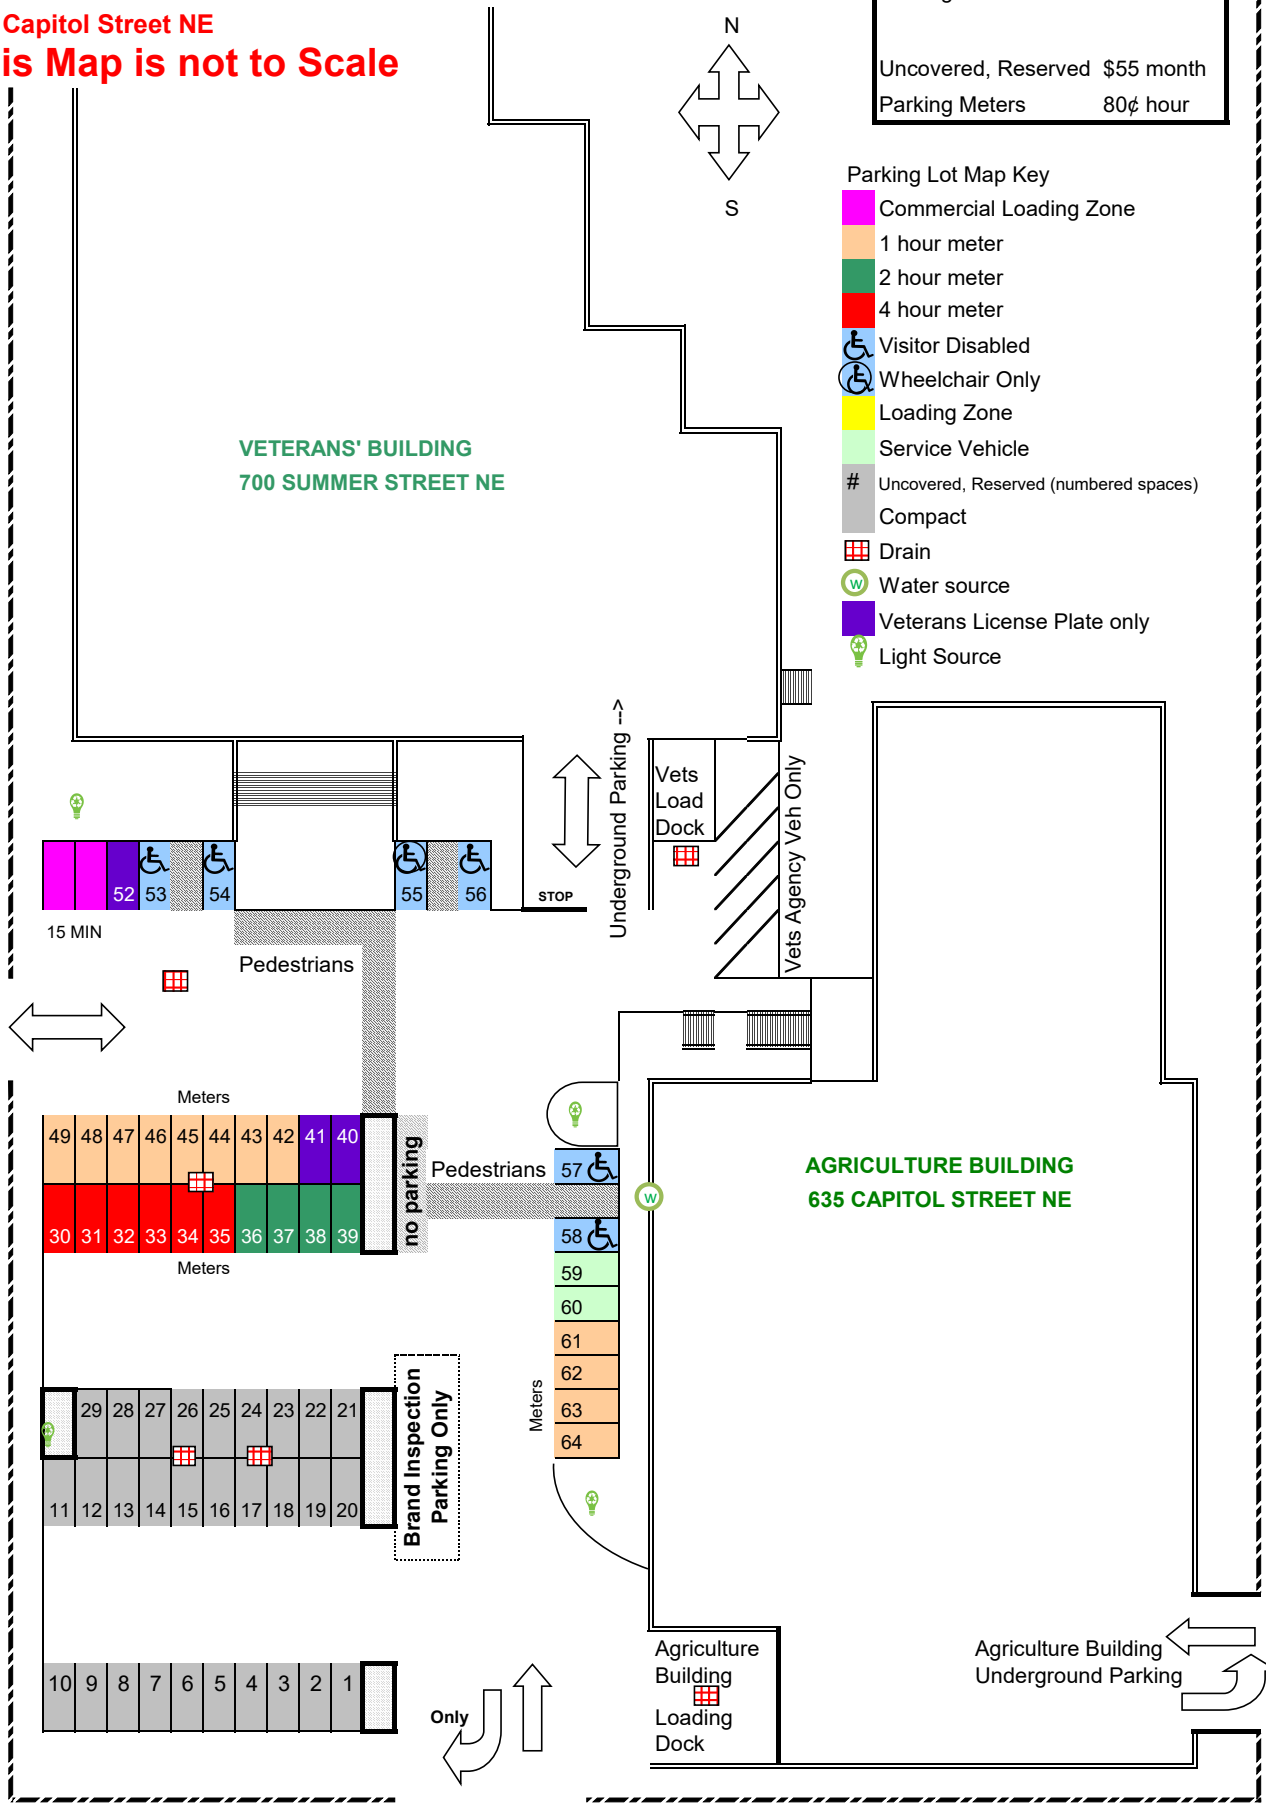 Capitol Street NE
is Map is not to Scale
N
S
Uncovered, Reserved $55 month
Parking Meters 80¢ hour
Parking Lot Map Key
Commercial Loading Zone
1 hour meter
2 hour meter
4 hour meter
Visitor Disabled
Wheelchair Only
Loading Zone
Service Vehicle
# Uncovered, Reserved (numbered spaces)
Compact
Drain
W Water source
Veterans License Plate only
Light Source
VETERANS' BUILDING
700 SUMMER STREET NE
Underground Parking -->
Vets
Load
Dock
Vets Agency Veh Only
52 53 54 55 56
STOP
15 MIN
Pedestrians
Meters
49 48 47 46 45 44 43 42 41 40
30 31 32 33 34 35 36 37 38 39
Meters
no parking
Pedestrians
57
58
59
60
61
62
63
64
Meters
W
AGRICULTURE BUILDING
635 CAPITOL STREET NE
29 28 27 26 25 24 23 22 21
11 12 13 14 15 16 17 18 19 20
Brand Inspection
Parking Only
10 9 8 7 6 5 4 3 2 1
Only
Agriculture
Building
Loading
Dock
Agriculture Building
Underground Parking